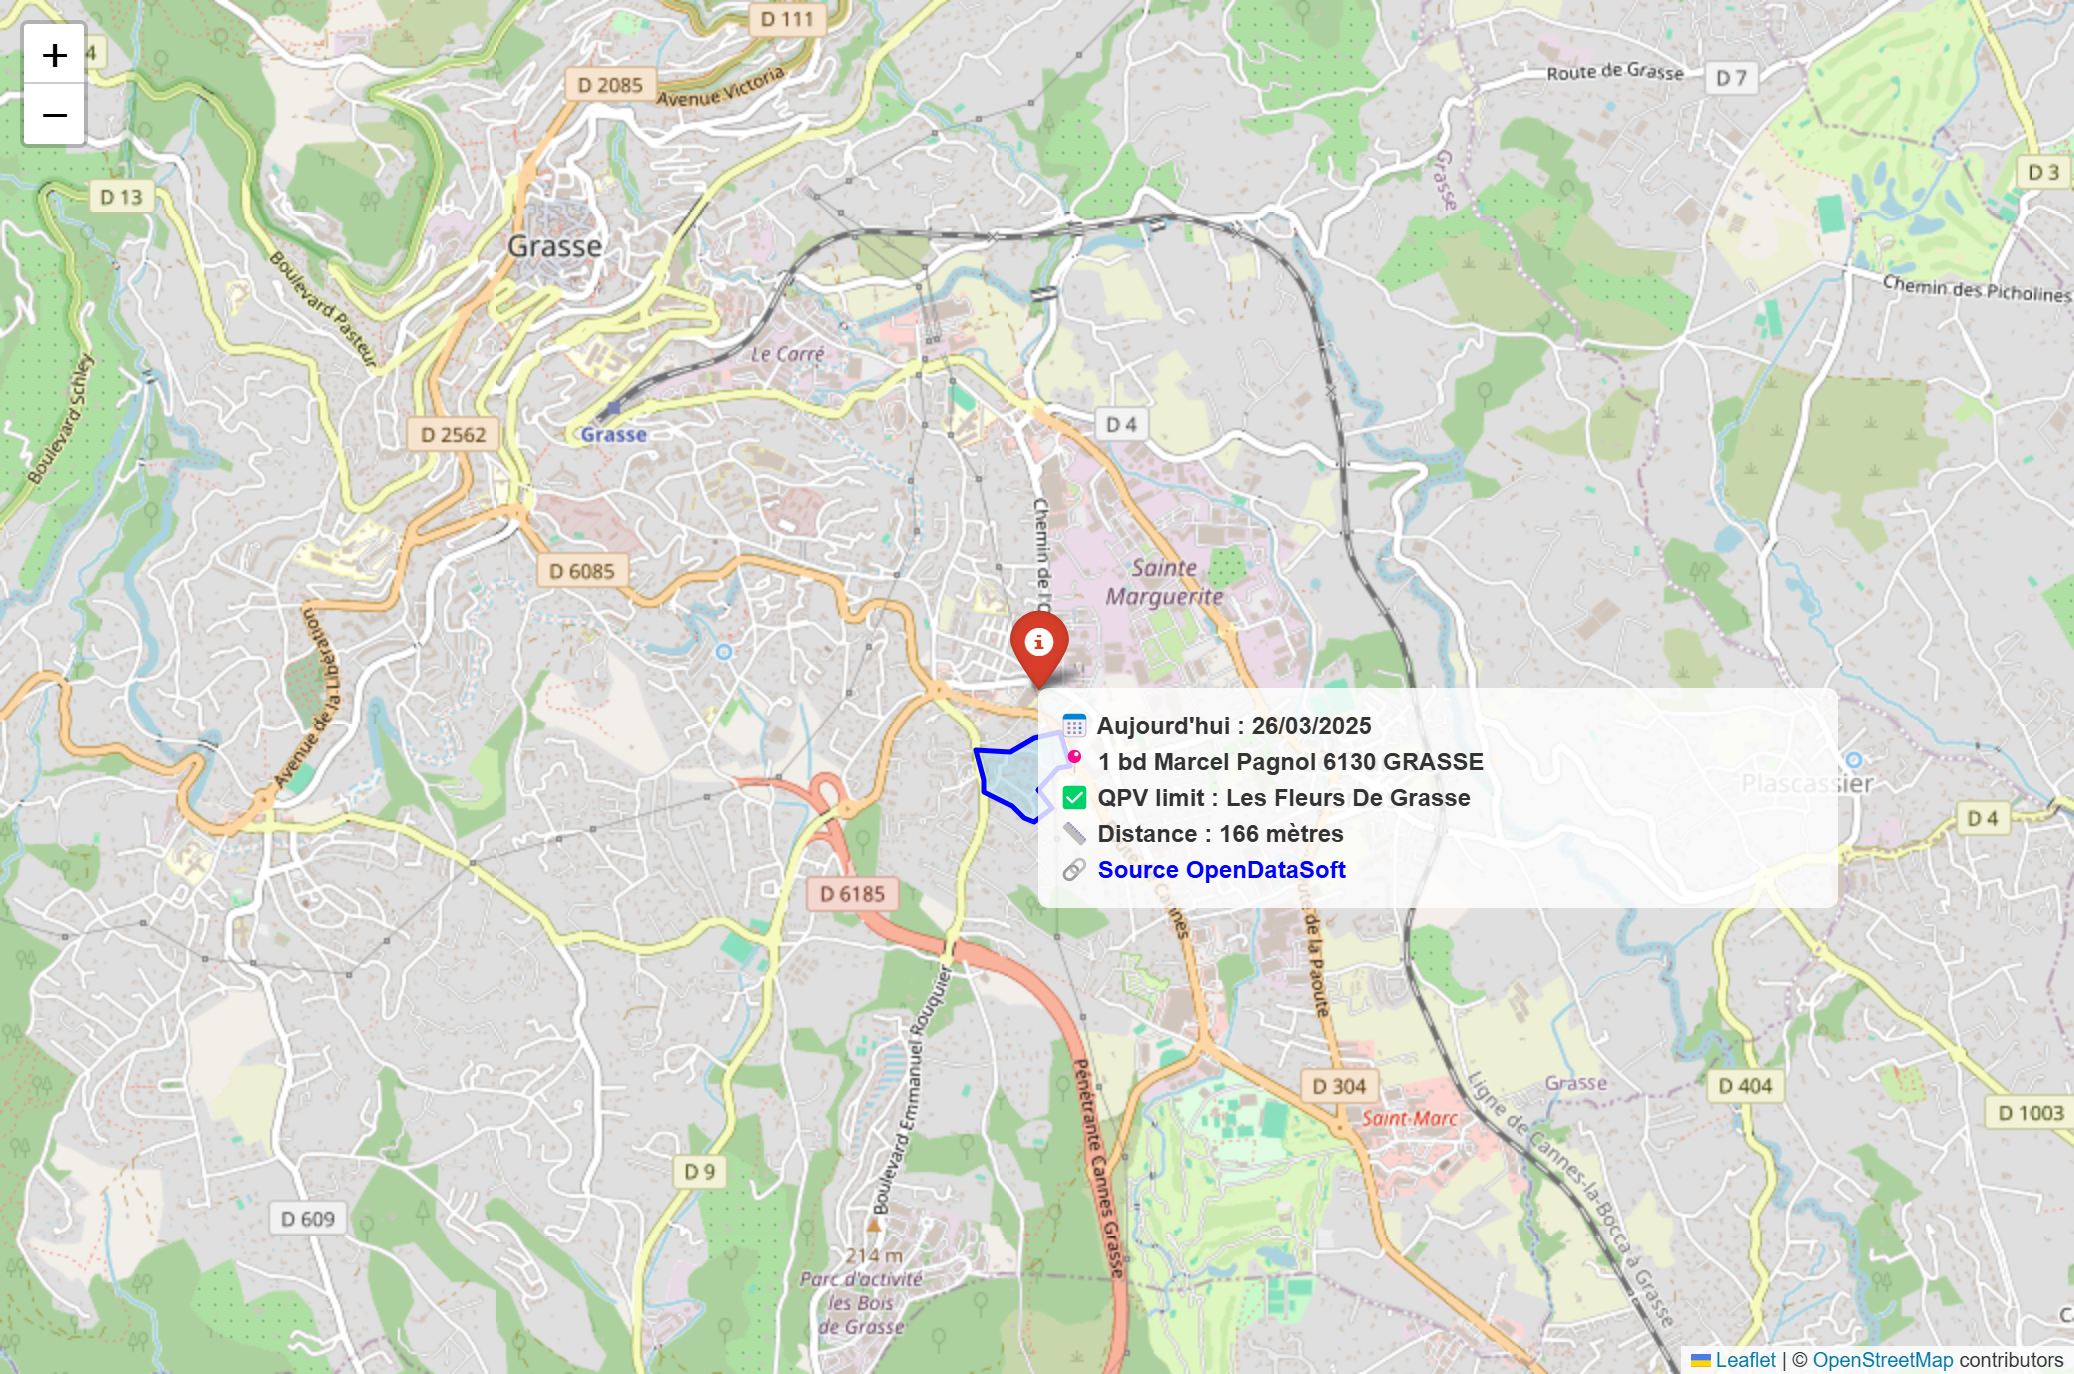 +
−
4
D 111
D 2085
Avenue Victoria
Route de Grasse
D 7
D 3
D 13
Grasse
Grasse
Boulevard Pasteur
Chemin des Picholines
Boulevard Schley
Le Carré
D 2562
Grasse
D 4
Chemin de l'O
D 6085
Sainte
Marguerite
Avenue de la Libération
Aujourd'hui : 26/03/2025
1 bd Marcel Pagnol 6130 GRASSE
QPV limit : Les Fleurs De Grasse
Distance : 166 mètres
Source OpenDataSoft
Plascassier
D 4
D 6185
Cannes
de la Paoute
Boulevard Emmanuel Rouquier
Pénétrante Cannes Grasse
D 304
Grasse
D 404
D 1003
Saint-Marc
Ligne de Cannes-la-Bocca à Grasse
D 9
D 609
214 m
Parc d'activité
les Bois
de Grasse
Leaflet | © OpenStreetMap contributors